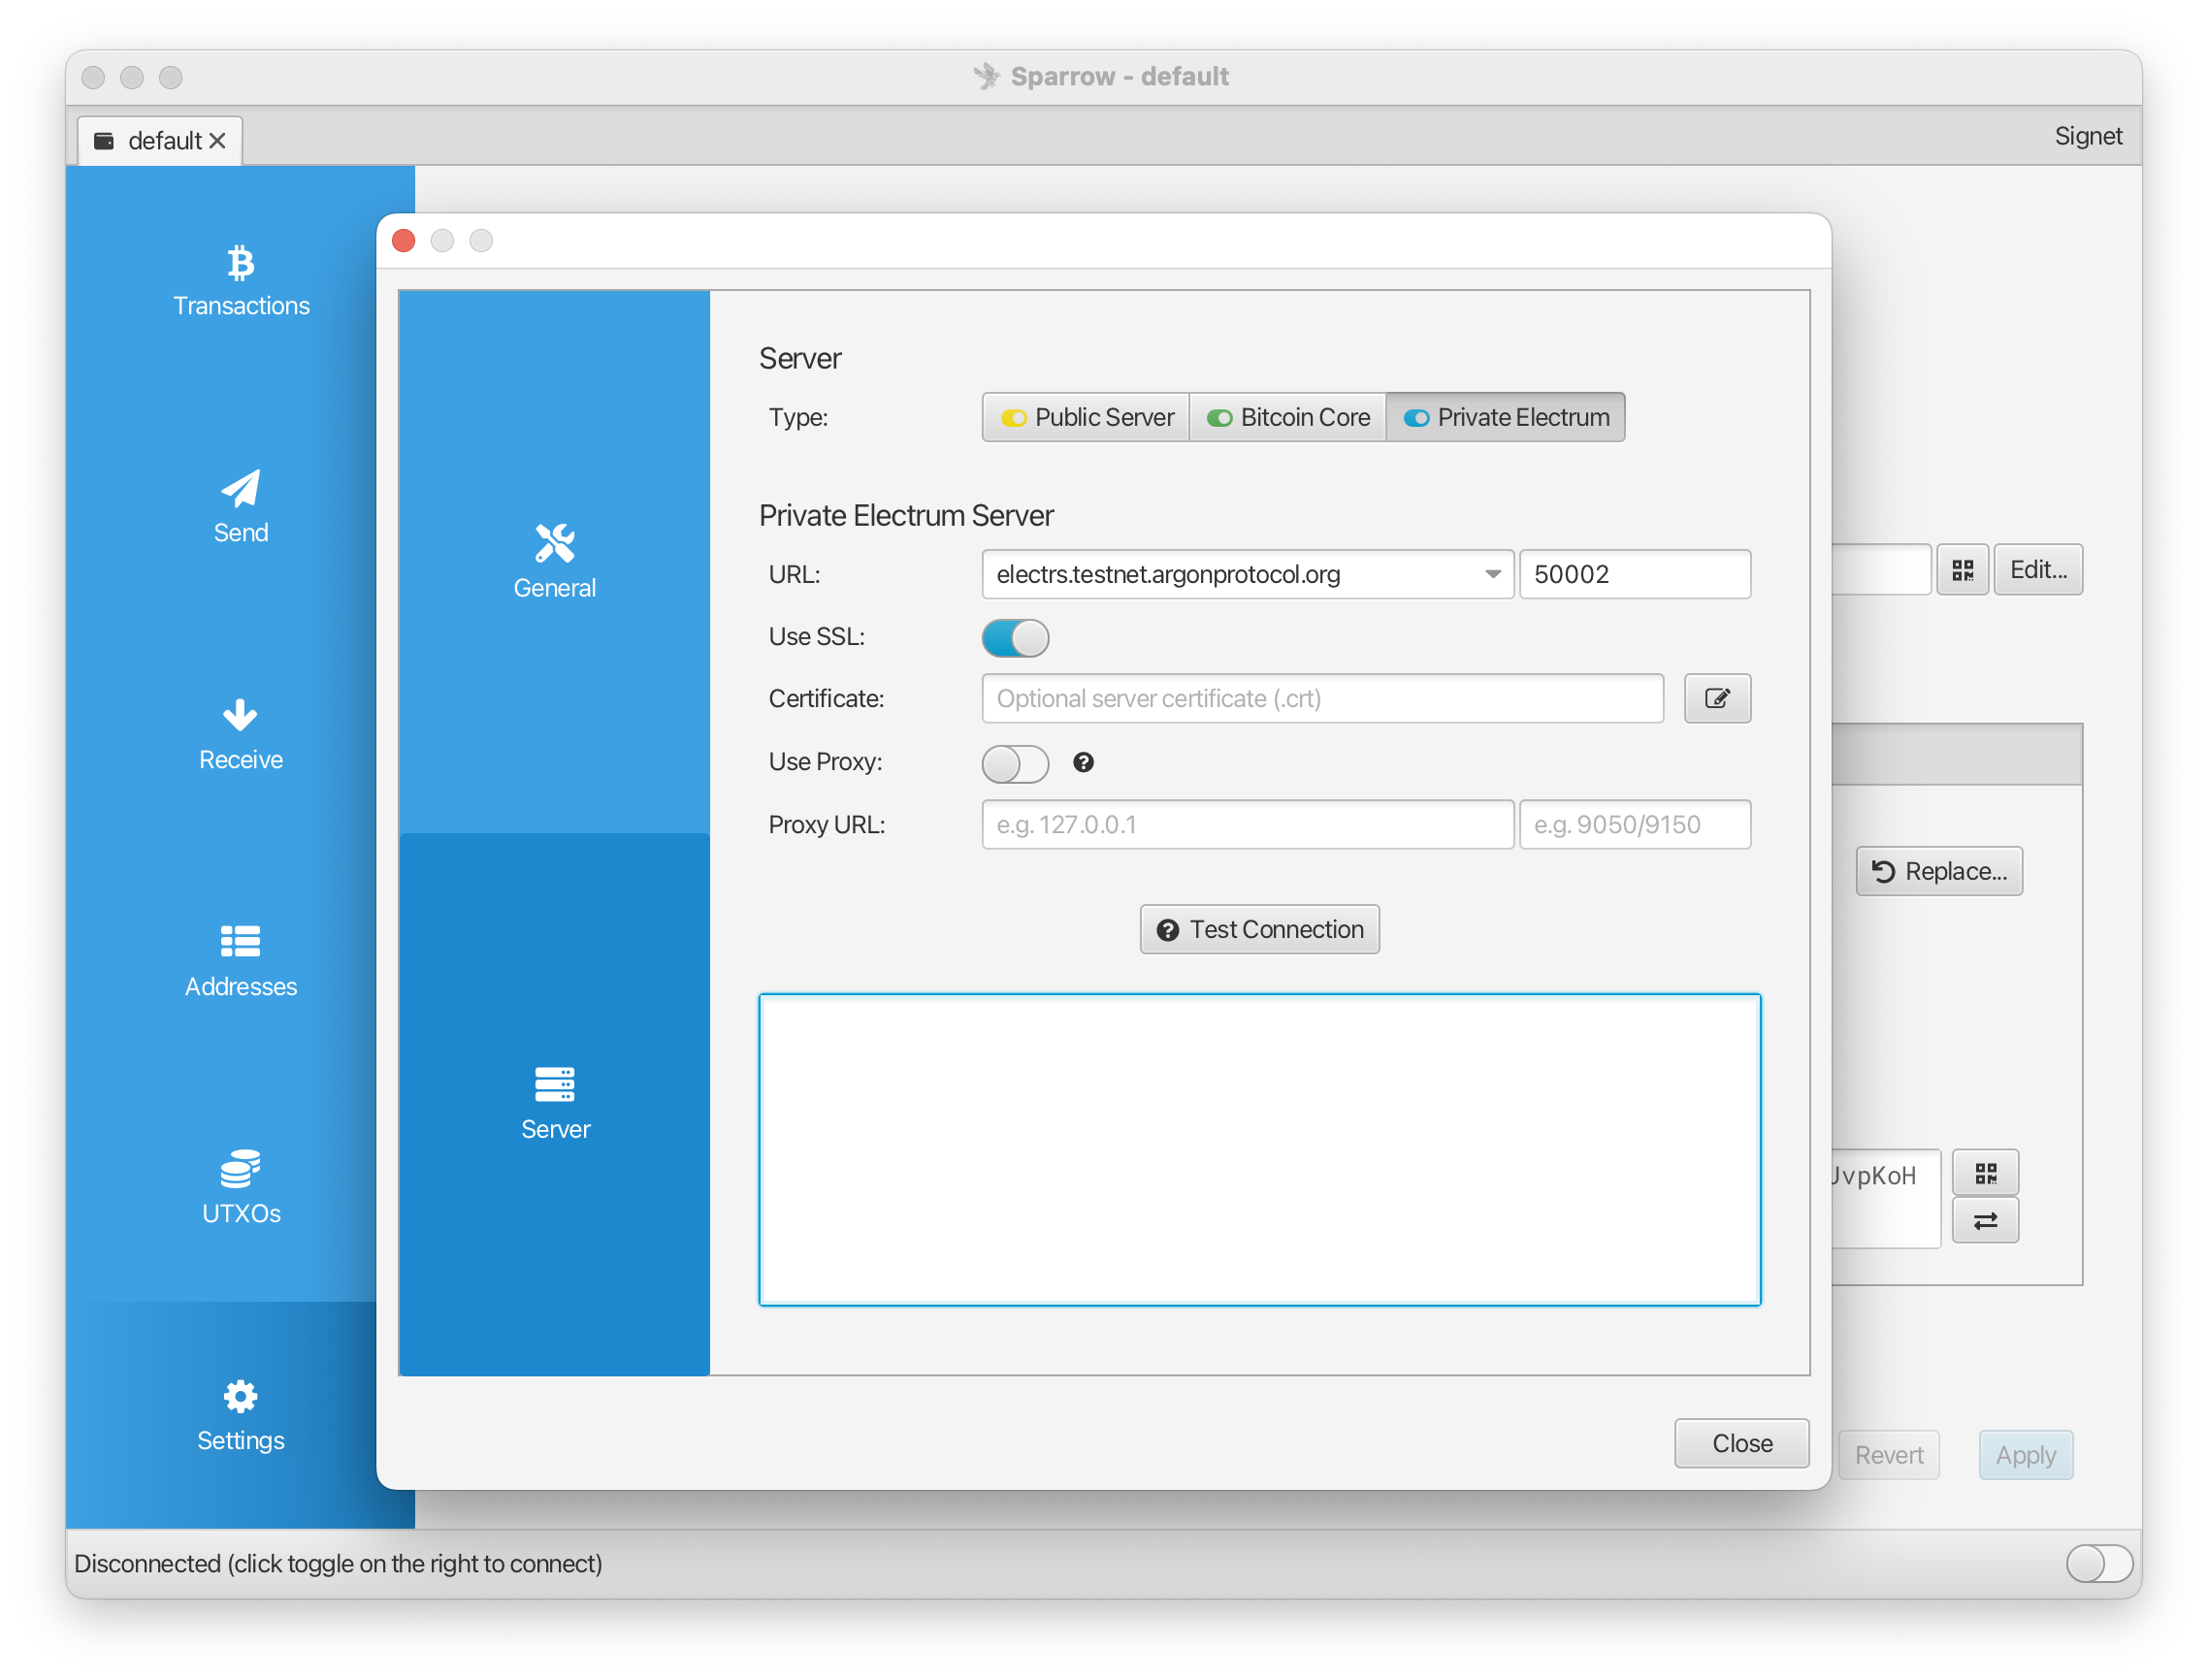 Sparrow - default
default
Signet
Transactions
Send
Receive
Addresses
UTXOs
Settings
General
Server
Server
Type:
Public Server
Bitcoin Core
Private Electrum
Private Electrum Server
URL:
electrs.testnet.argonprotocol.org
50002
Use SSL:
Certificate:
Optional server certificate (.crt)
Use Proxy:
Proxy URL:
e.g. 127.0.0.1
e.g. 9050/9150
Test Connection
Close
Edit...
Replace...
JvpKoH
Revert
Apply
Disconnected (click toggle on the right to connect)